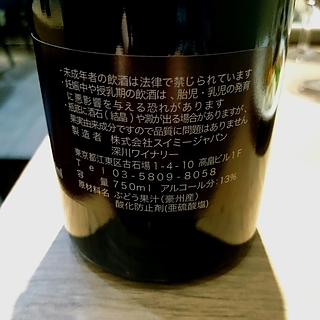 ・未成年者の飲酒は法律で禁じられています
・妊娠中や授乳期の飲酒は、胎児・乳児の発育
に悪影響を与える恐れがあります
・瓶底に酒石(結晶)や澱が出る場合がありますが、
果実由来成分ですので品質に問題はありません
製造者 株式会社スイミージャパン
深川ワイナリー
東京都江東区古石場1-4-10 高畠ビル1F
Tel 03-5809-8058
容量 750ml アルコール分:13%
原材料名 ぶどう果汁(豪州産)
酸化防止剤(亜硫酸塩)